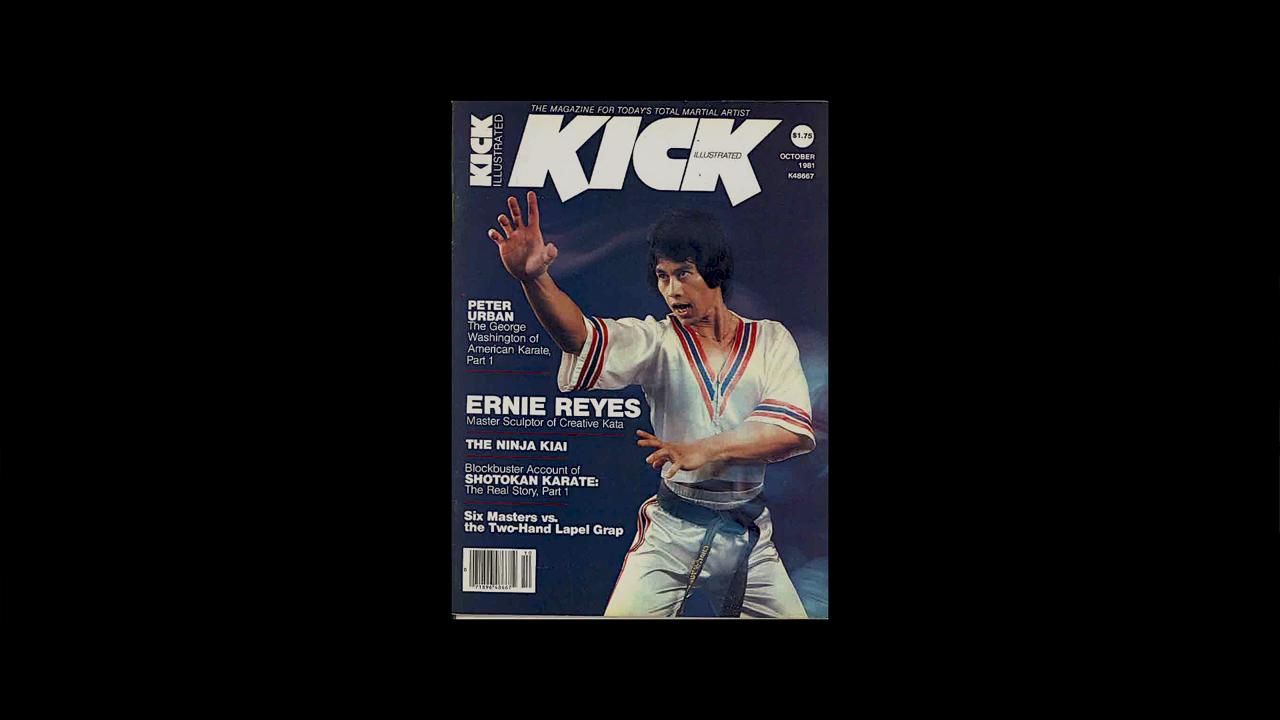 THE MAGAZINE FOR TODAY'S TOTAL MARTIAL ARTIST
KICK
ILLUSTRATED
KICK
ILLUSTRATED
$1.75
OCTOBER
1981
K48667
PETER
URBAN
The George
Washington of
American Karate,
Part 1
ERNIE REYES
Master Sculptor of Creative Kata
THE NINJA KIAI
Blockbuster Account of
SHOTOKAN KARATE:
The Real Story, Part 1
Six Masters vs.
the Two-Hand Lapel Grap